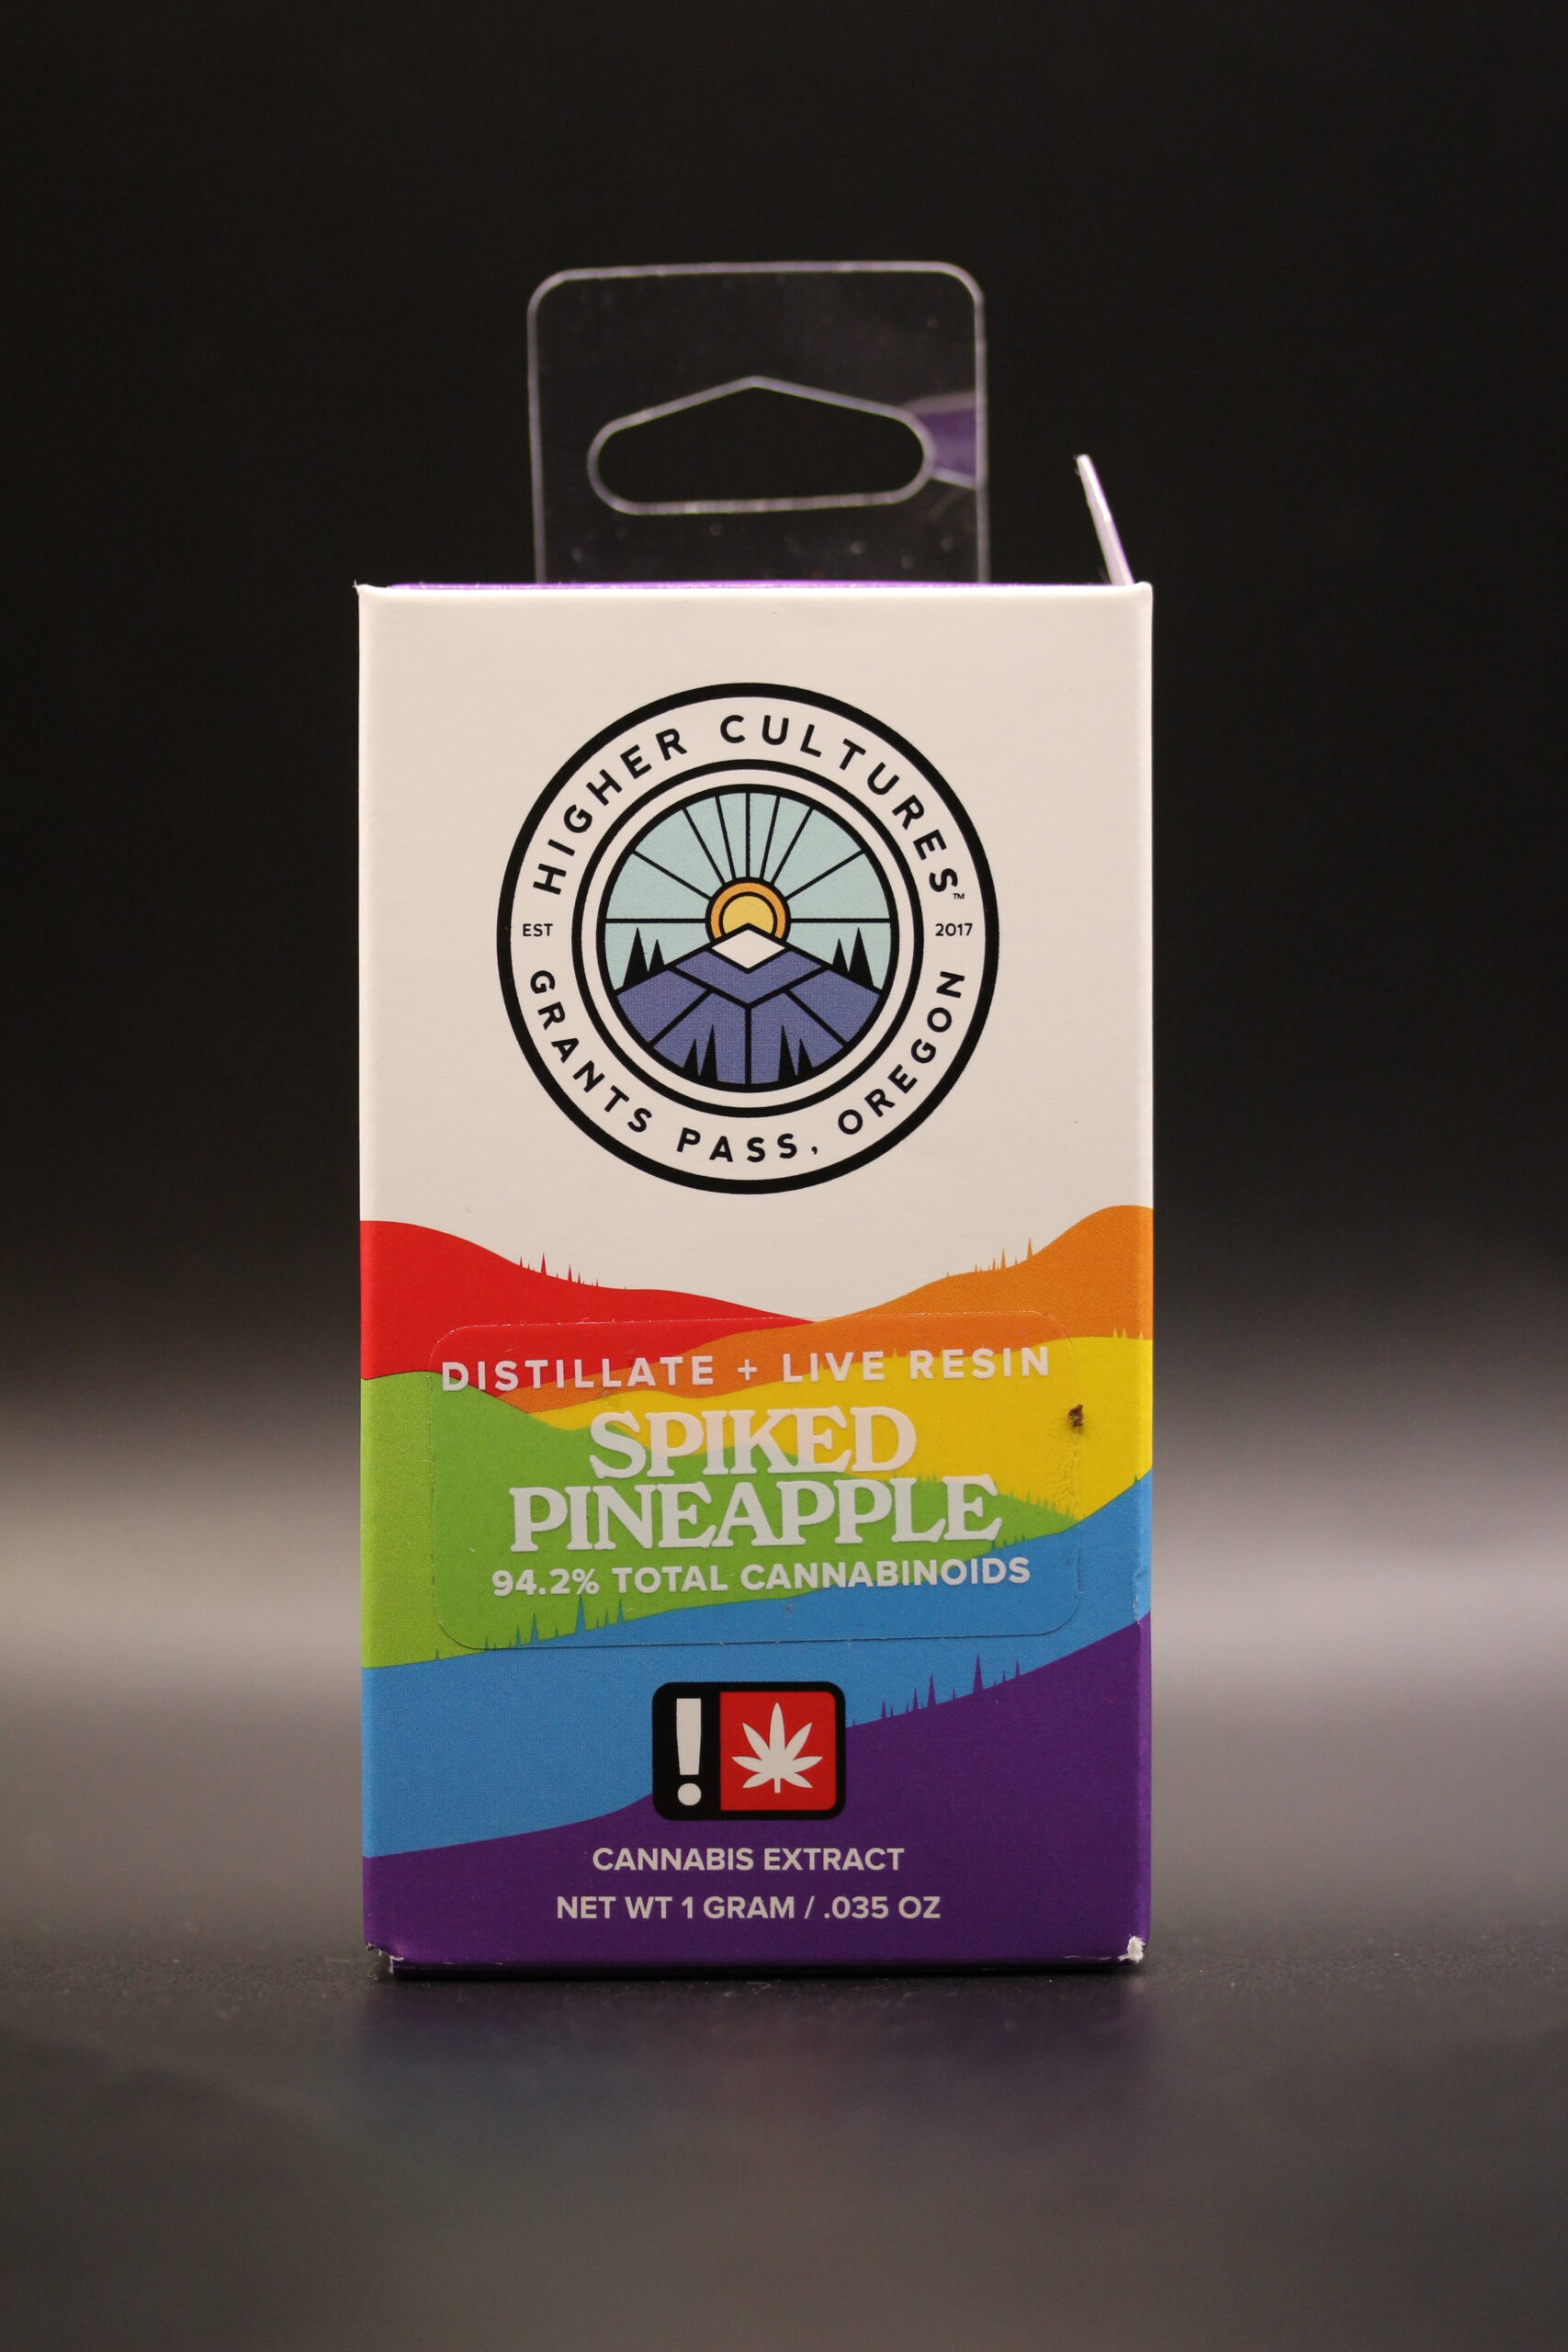 HIGHER CULTURES™
EST 2017
GRANTS PASS, OREGON
DISTILLATE + LIVE RESIN
SPIKED
PINEAPPLE
94.2% TOTAL CANNABINOIDS
!
CANNABIS EXTRACT
NET WT 1 GRAM / .035 OZ